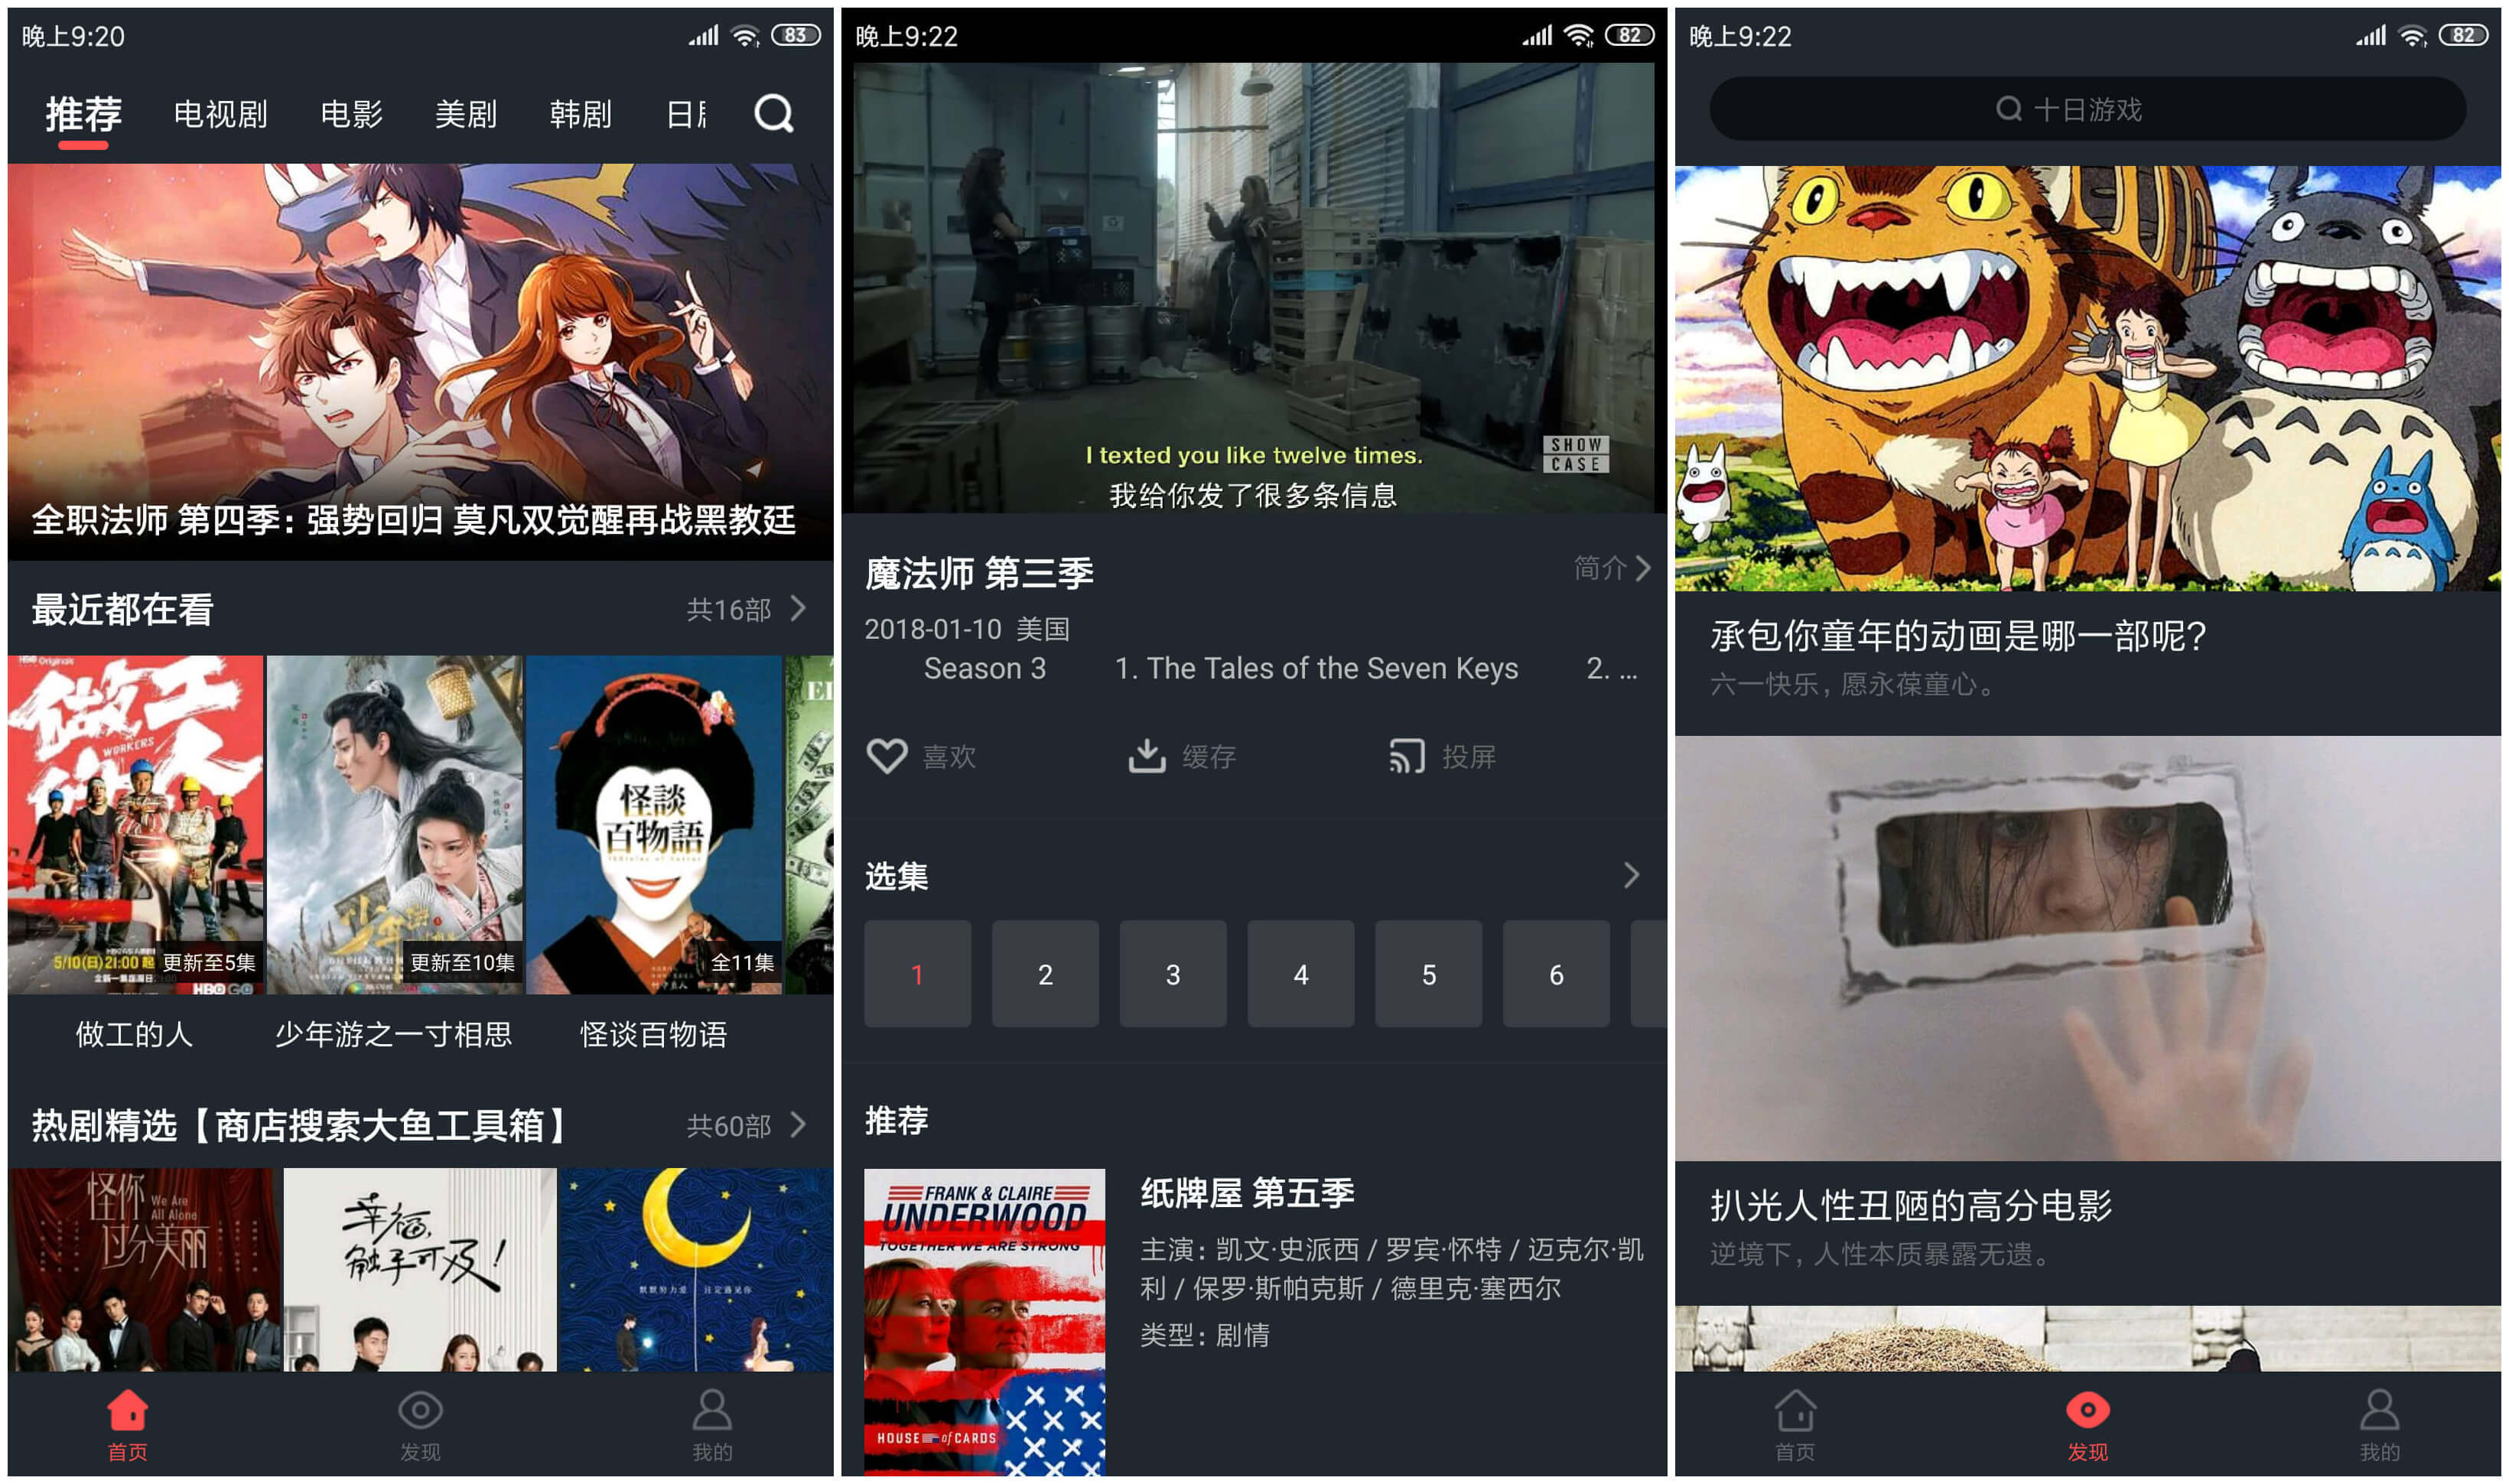 晚上9:20
83
推荐 电视剧 电影 美剧 韩剧
全职法师 第四季：强势回归 莫凡双觉醒再战黑教廷
最近都在看
共16部
Originals
做工
WORKERS
的人
5/10(日)21:00起
更新至5集
HBO GO
更新至10集
怪談
百物語
全11集
做工的人
少年游之一寸相思
怪谈百物语
热剧精选【商店搜索大鱼工具箱】
共60部
怪你
过分美丽
We Are
All Alone
幸福,
触手可及!
默默努力爱
注定遇见你
首页
发现
我的
晚上9:22
82
I texted you like twelve times.
我给你发了很多条信息
SHOW
CASE
魔法师 第三季
简介
2018-01-10 美国
Season 3 1. The Tales of the Seven Keys 2. ...
喜欢
缓存
投屏
选集
1 2 3 4 5 6
推荐
FRANK & CLAIRE
UNDERWOOD
TOGETHER WE ARE STRONG
HOUSE of CARDS
纸牌屋 第五季
主演：凯文·史派西 / 罗宾·怀特 / 迈克尔·凯
利 / 保罗·斯帕克斯 / 德里克·塞西尔
类型：剧情
晚上9:22
82
十日游戏
承包你童年的动画是哪一部呢?
六一快乐，愿永葆童心。
扒光人性丑陋的高分电影
逆境下，人性本质暴露无遗。
首页
发现
我的